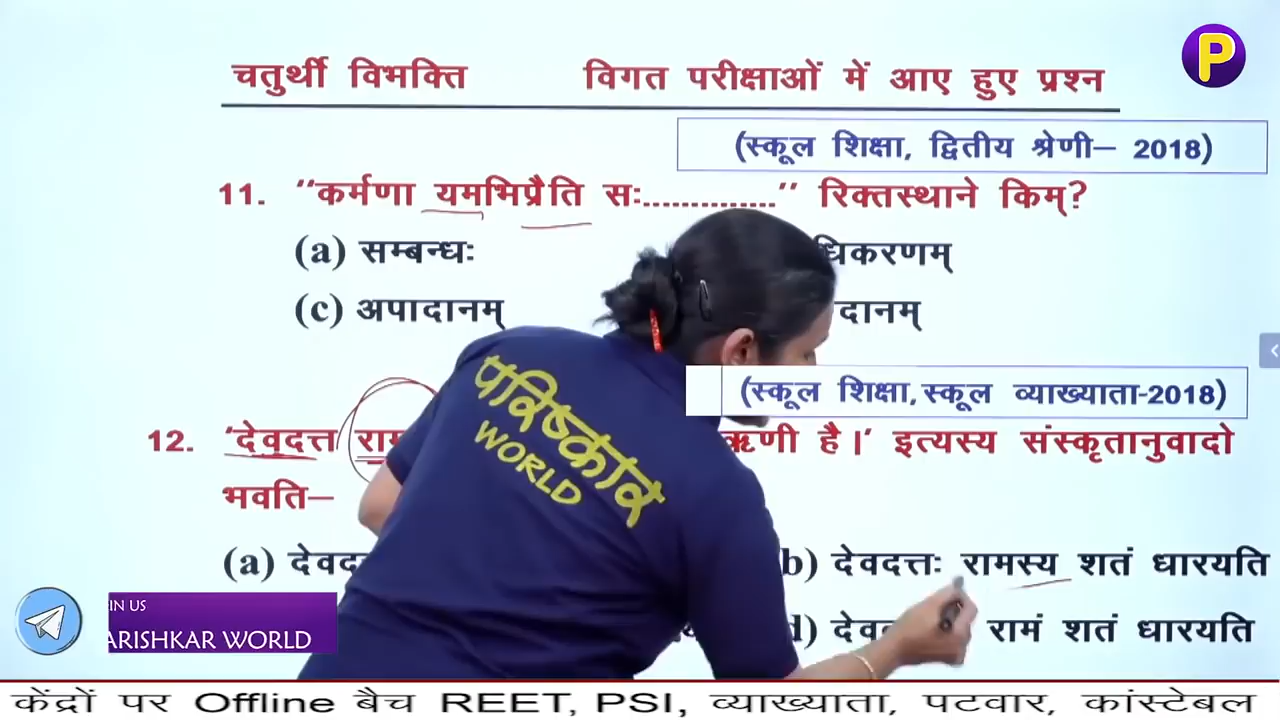 चतुर्थी विभक्ति विगत परीक्षाओं में आए हुए प्रश्न
P
(स्कूल शिक्षा, द्वितीय श्रेणी– 2018)
11. "कर्मणा यमभिप्रैति सः.............." रिक्तस्थाने किम्?
(a) सम्बन्धः धिकरणम्
(c) अपादानम् दानम्
(स्कूल शिक्षा,स्कूल व्याख्याता-2018)
12. 'देवदत्त ऋणी है।' इत्यस्य संस्कृतानुवादो
भवति–
(a) b) देवदत्तः रामस्य शतं धारयति
d) रामं शतं धारयति
परिष्कार
WORLD
IN US
ARISHKAR WORLD
केंद्रों पर Offline बैच REET, PSI, व्याख्याता, पटवार, कांस्टेबल